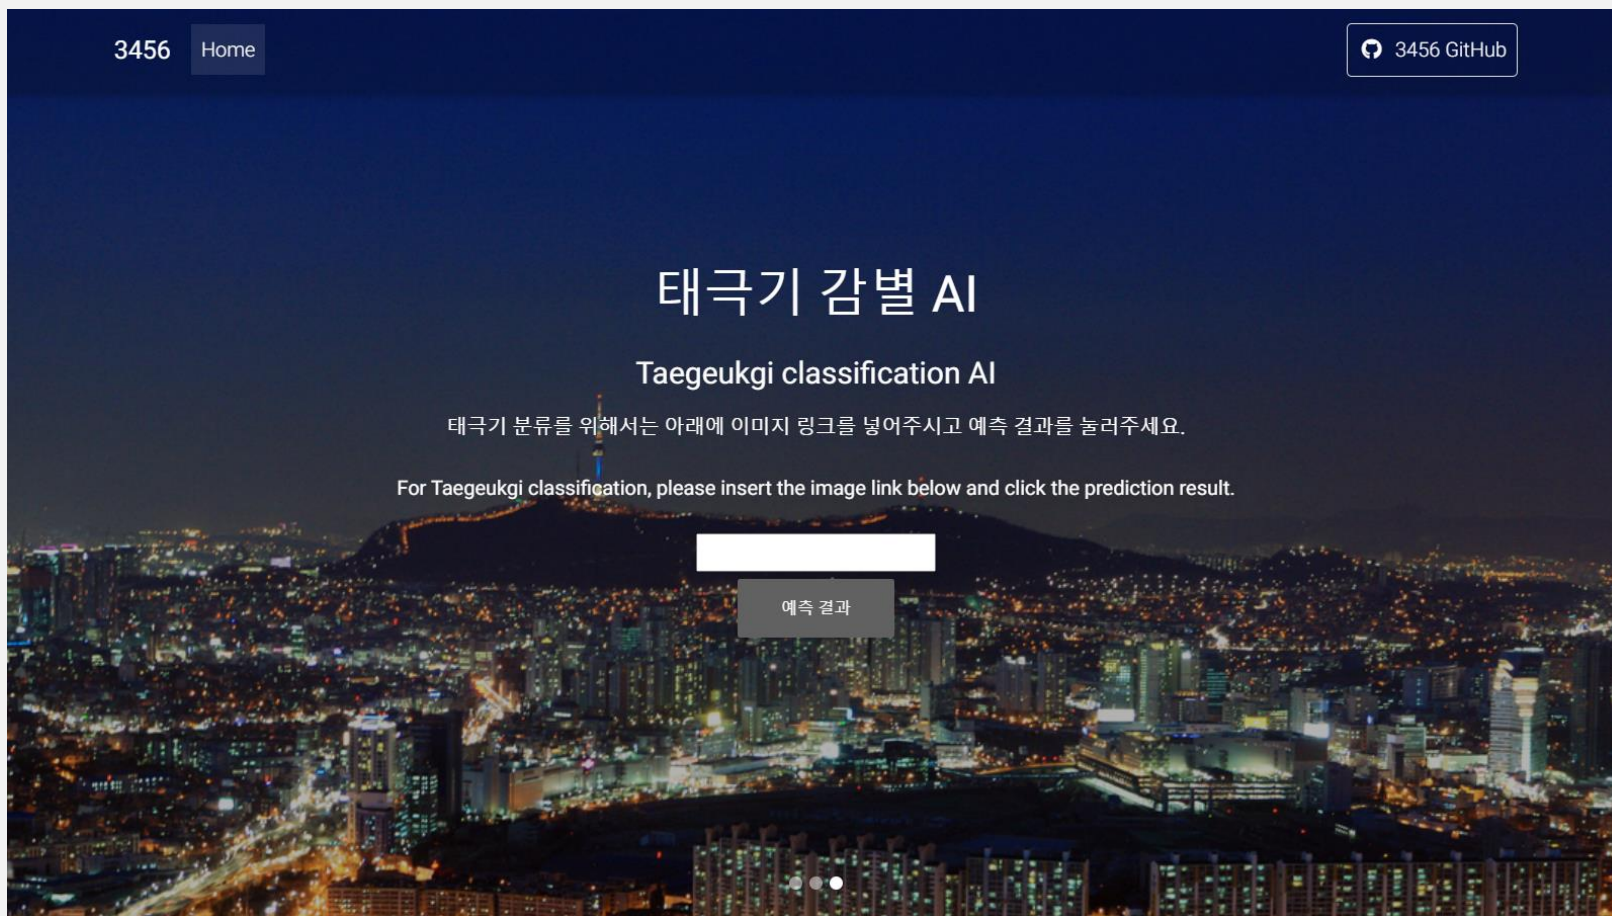 3456 Home 3456 GitHub
태극기 감별 AI
Taegeukgi classification AI
태극기 분류를 위해서는 아래에 이미지 링크를 넣어주시고 예측 결과를 눌러주세요.
For Taegeukgi classification, please insert the image link below and click the prediction result.
예측 결과